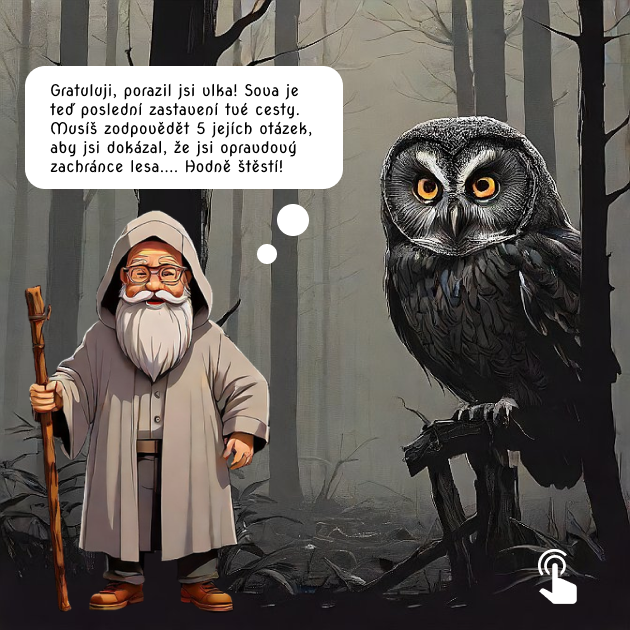 Gratuluji, porazil jsi vlka! Sova je
teď poslední zastavení tvé cesty.
Musíš zodpovědět 5 jejích otázek,
aby jsi dokázal, že jsi opravdový
zachránce lesa.... Hodně štěstí!